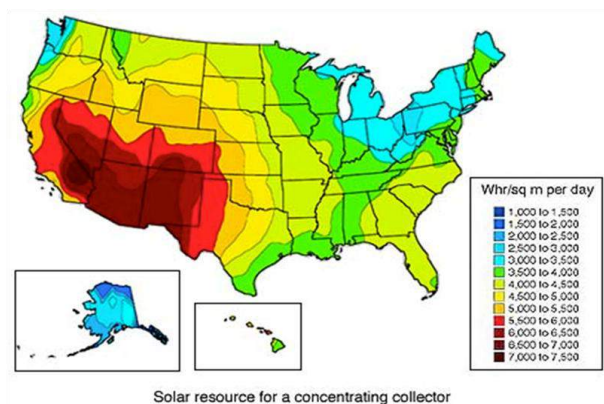 Whr/sq m per day
1,000 to 1,500
1,500 to 2,000
2,000 to 2,500
2,500 to 3,000
3,000 to 3,500
3,500 to 4,000
4,000 to 4,500
4,500 to 5,000
5,000 to 5,500
5,500 to 6,000
6,000 to 6,500
6,500 to 7,000
7,000 to 7,500
Solar resource for a concentrating collector